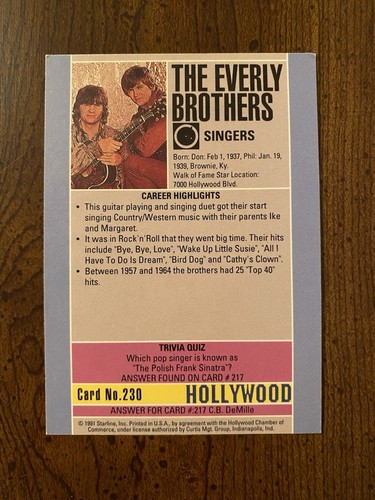 THE EVERLY
BROTHERS
SINGERS
Born: Don: Feb 1, 1937, Phil: Jan. 19,
1939, Brownie, Ky.
Walk of Fame Star Location:
7000 Hollywood Blvd.
CAREER HIGHLIGHTS
• This guitar playing and singing duet got their start
singing Country/Western music with their parents Ike
and Margaret.
• It was in Rock'n'Roll that they went big time. Their hits
include "Bye, Bye, Love", "Wake Up Little Susie", "All I
Have To Do Is Dream", "Bird Dog" and "Cathy's Clown".
• Between 1957 and 1964 the brothers had 25 "Top 40"
hits.
TRIVIA QUIZ
Which pop singer is known as
"The Polish Frank Sinatra"?
ANSWER FOUND ON CARD #217
Card No.230 HOLLYWOOD
ANSWER FOR CARD #:217 C.B. DeMille
© 1991 Starline, Inc. Printed in U.S.A., by agreement with the Hollywood Chamber of
Commerce, under license authorized by Curtis Mgt. Group, Indianapolis, Ind.